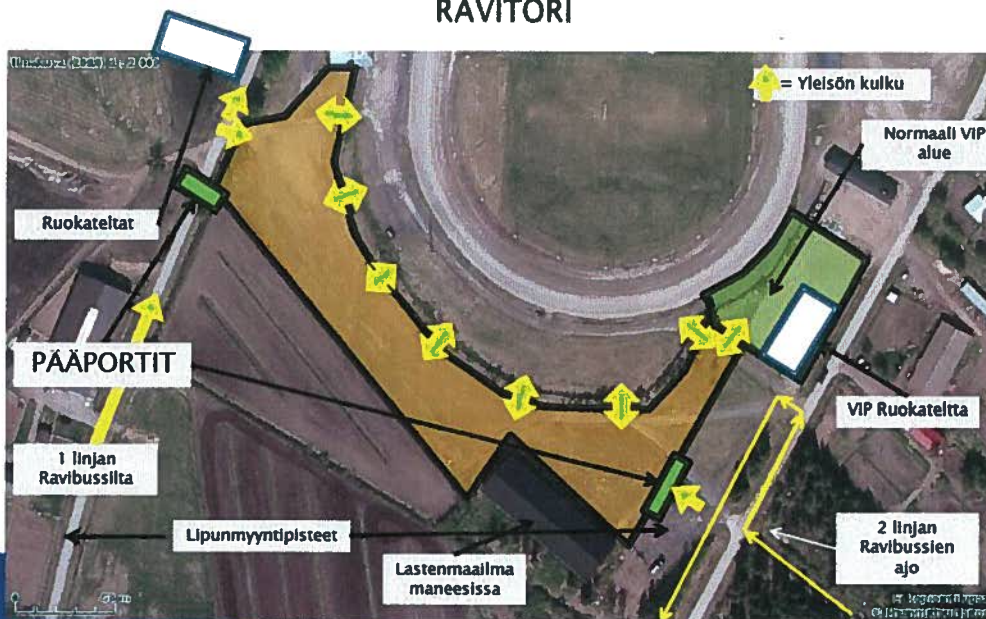 RAVITORI
= Yleisön kulku
Normaali VIP
alue
Ruokateltat
PÄÄPORTIT
VIP Ruokateltta
1 linjan
Ravibussilta
Lipunmyyntipisteet
Lastenmaailma
maneesissa
2 linjan
Ravibussien
ajo